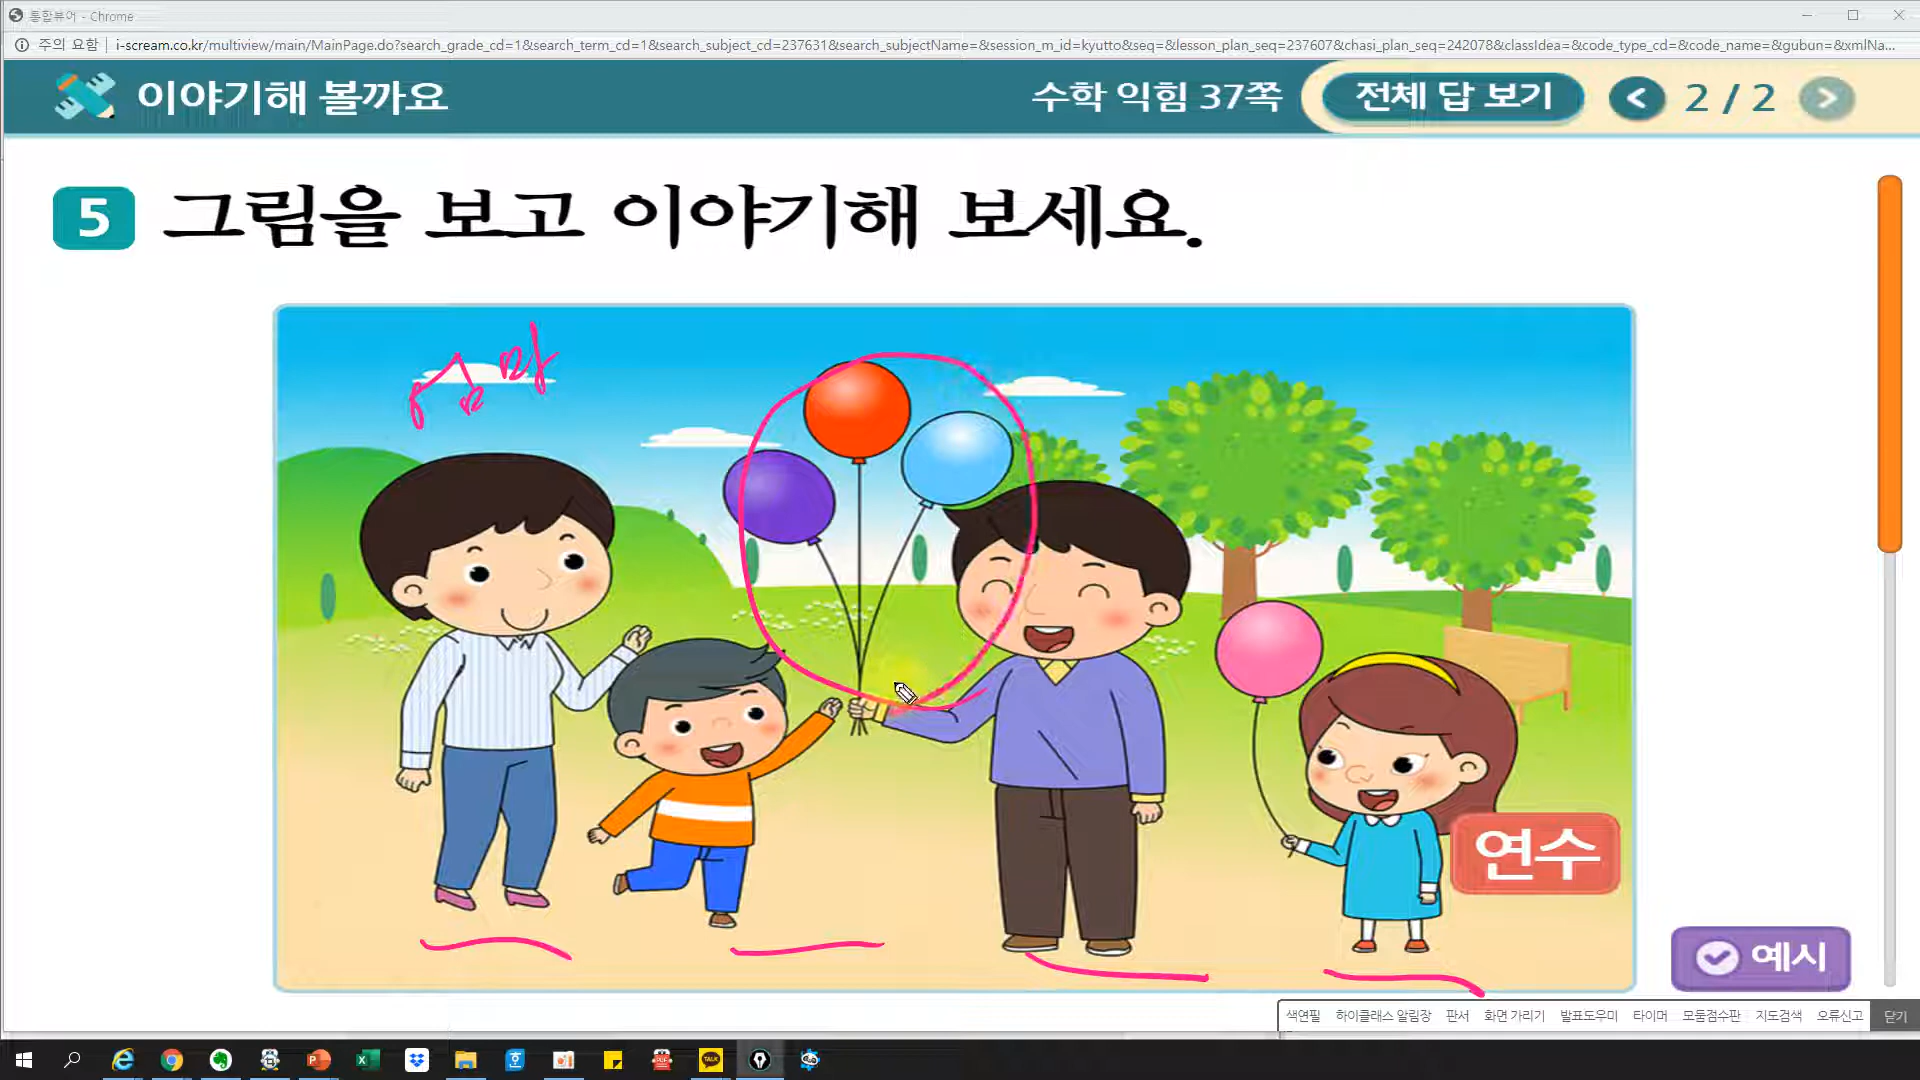 통합뷰어 - Chrome
주의 요함 | i-scream.co.kr/multiview/main/MainPage.do?search_grade_cd=1&search_term_cd=1&search_subject_cd=237631&search_subjectName=&session_m_id=kyutto&seq=&lesson_plan_seq=237607&chasi_plan_seq=242078&classIdea=&code_type_cd=&code_name=&gubun=&xmlNa...
이야기해 볼까요
수학 익힘 37쪽
전체 답 보기
2 / 2
5 그림을 보고 이야기해 보세요.
연수
예시
색연필 하이클래스 알림장 판서 화면 가리기 발표도우미 타이머 모둠점수판 지도검색 오류신고 닫기
TALK